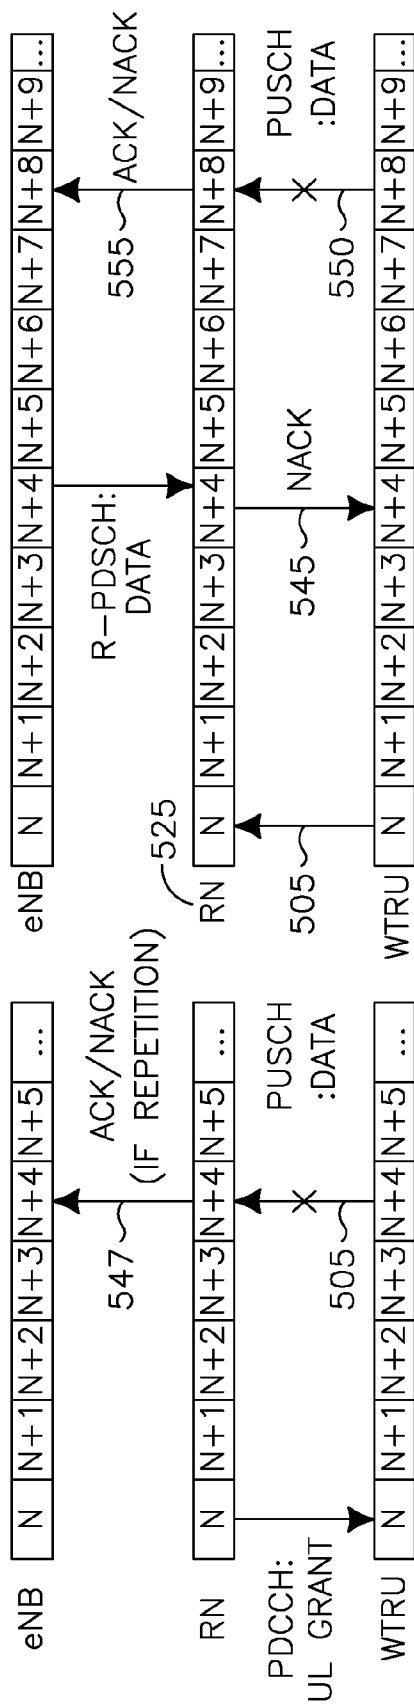 eNB
N N+1 N+2 N+3 N+4 N+5 ...
547
ACK/NACK
(IF REPETITION)
RN
N N+1 N+2 N+3 N+4 N+5 ...
PDCCH:
UL GRANT
505
PUSCH
:DATA
WTRU
N N+1 N+2 N+3 N+4 N+5 ...
eNB
N N+1 N+2 N+3 N+4 N+5 N+6 N+7 N+8 N+9 ...
R-PDSCH:
DATA
555
ACK/NACK
525
RN
N N+1 N+2 N+3 N+4 N+5 N+6 N+7 N+8 N+9 ...
505
545
NACK
550
PUSCH
:DATA
WTRU
N N+1 N+2 N+3 N+4 N+5 N+6 N+7 N+8 N+9 ...